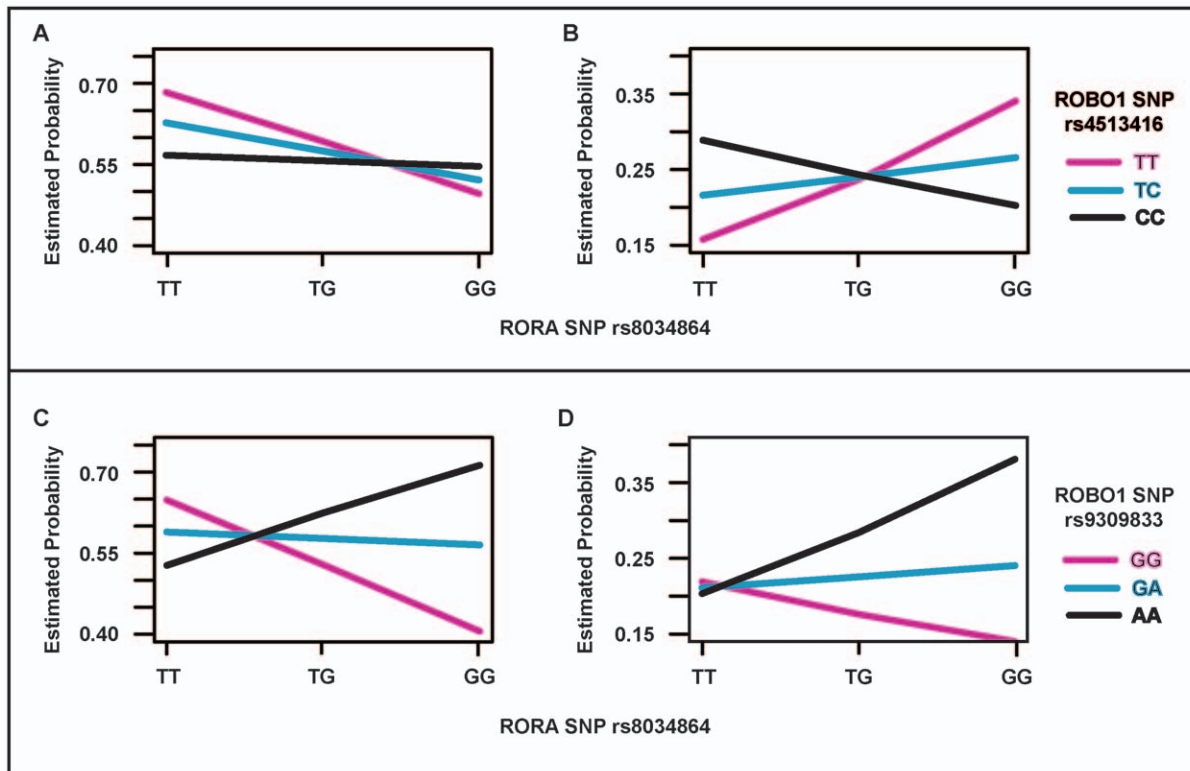 A
Estimated Probability
0.70
0.55
0.40
TT
TG
GG
B
Estimated Probability
0.35
0.25
0.15
TT
TG
GG
RORA SNP rs8034864
ROBO1 SNP
rs4513416
TT
TC
CC
C
Estimated Probability
0.70
0.55
0.40
TT
TG
GG
D
Estimated Probability
0.35
0.25
0.15
TT
TG
GG
RORA SNP rs8034864
ROBO1 SNP
rs9309833
GG
GA
AA